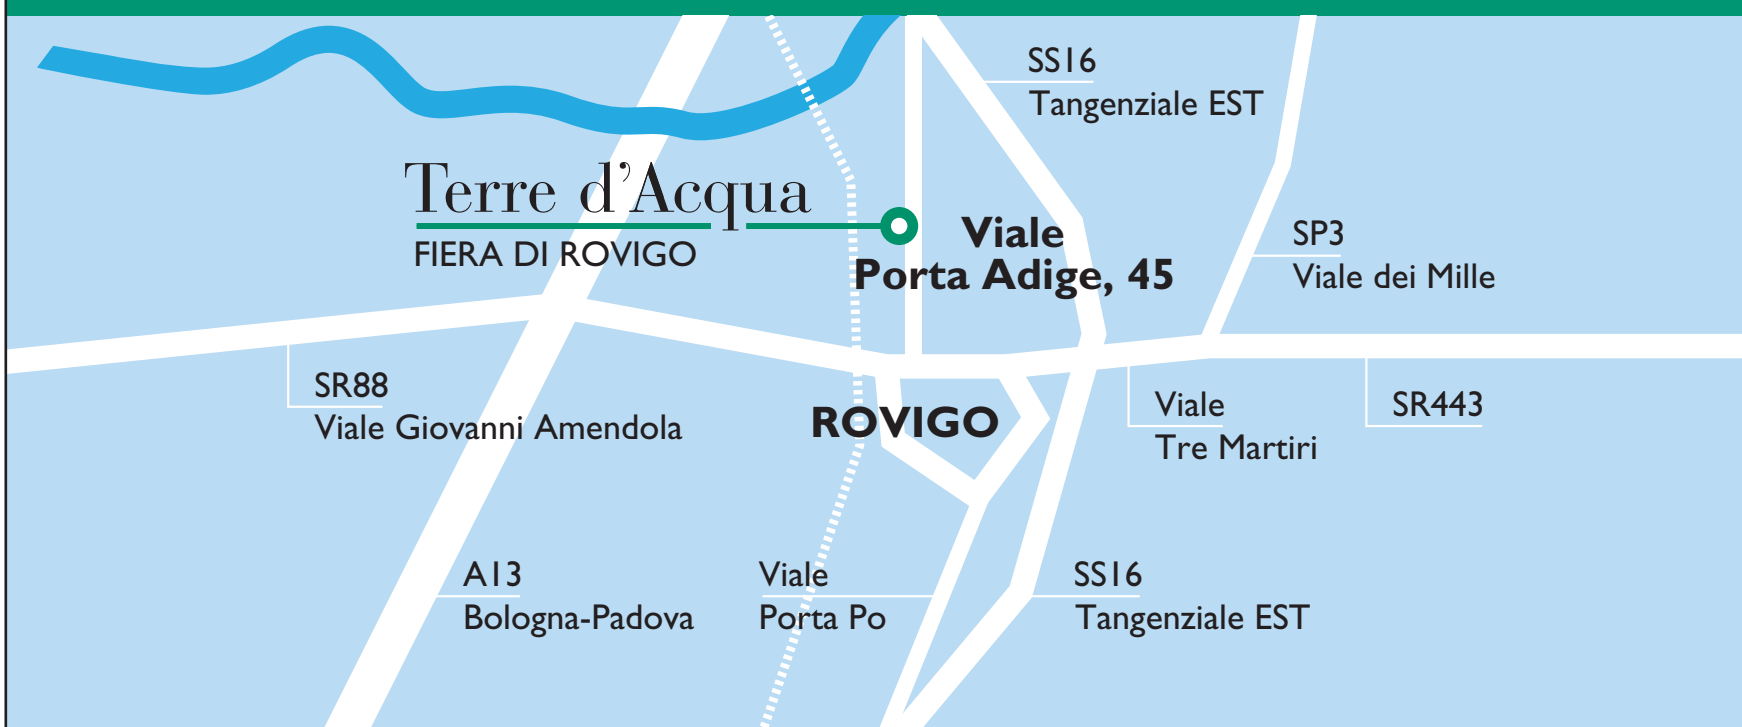 SS16
Tangenziale EST
Terre d'Acqua
FIERA DI ROVIGO
Viale
Porta Adige, 45
SP3
Viale dei Mille
SR88
Viale Giovanni Amendola
ROVIGO
Viale
Tre Martiri
SR443
A13
Bologna-Padova
Viale
Porta Po
SS16
Tangenziale EST